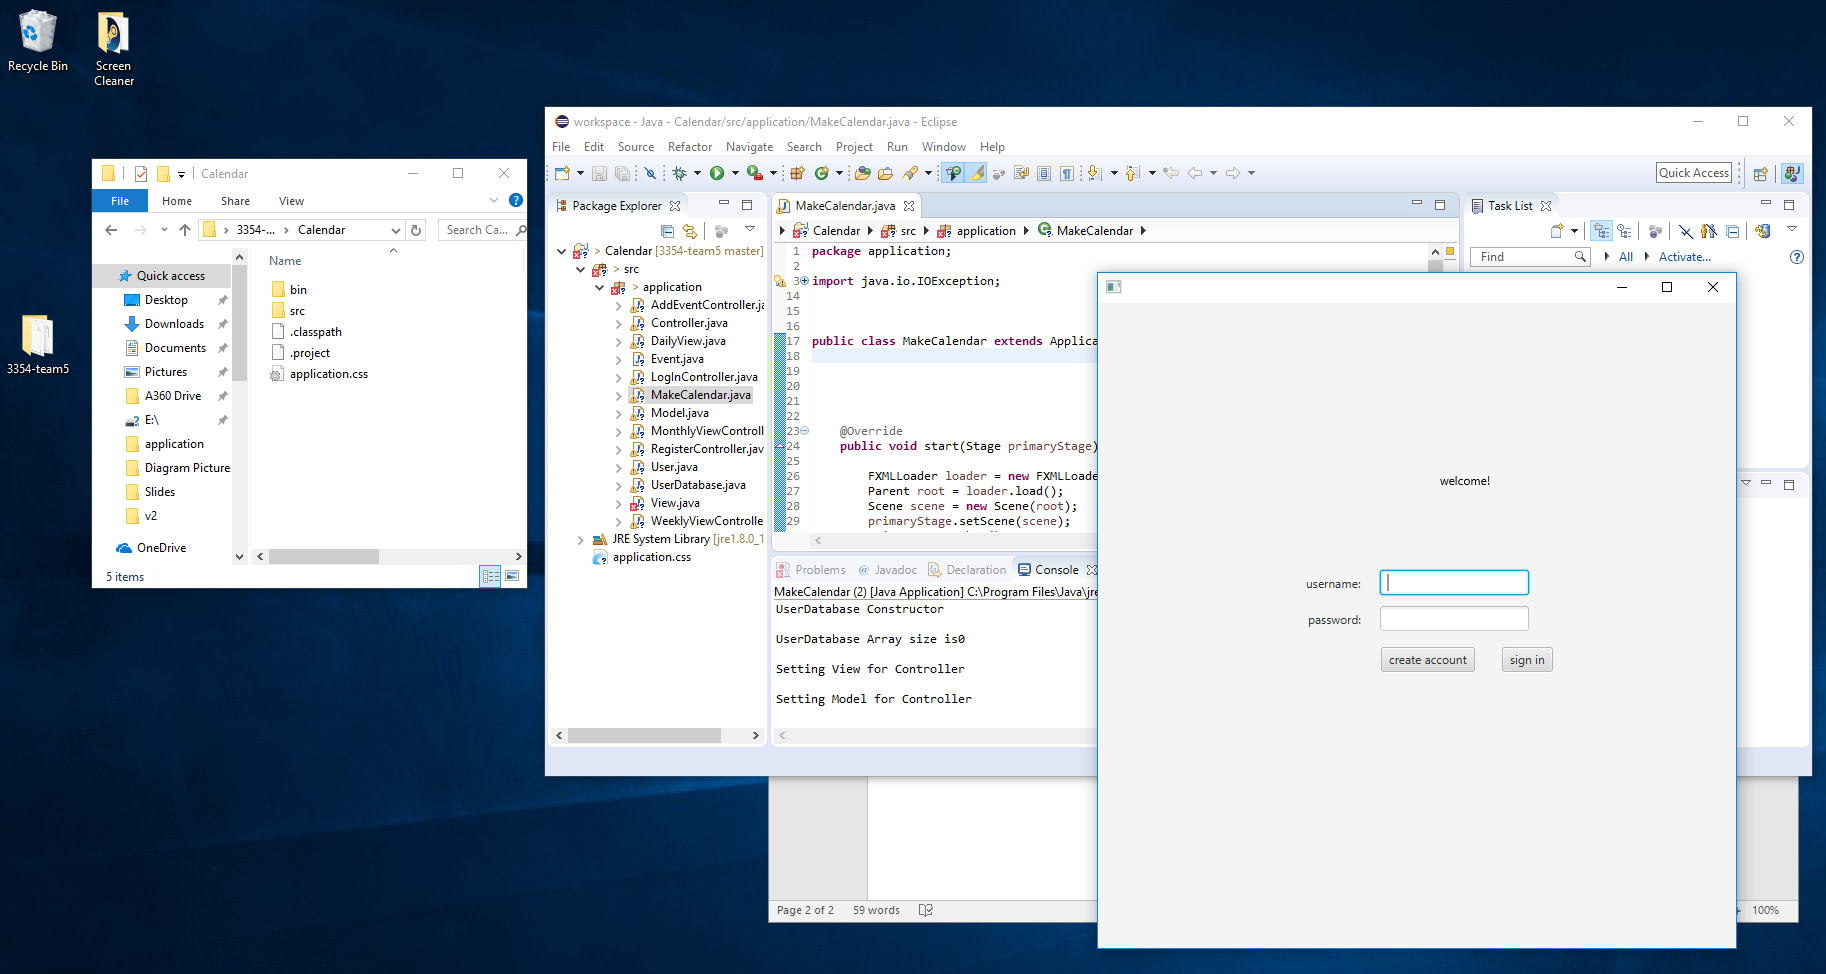 Recycle Bin
Screen
Cleaner
3354-team5
Calendar
File
Home
Share
View
3354-...
Calendar
Search Ca...
Name
Quick access
Desktop
Downloads
Documents
Pictures
A360 Drive
E:\
application
Diagram Picture
Slides
v2
OneDrive
bin
src
.classpath
.project
application.css
5 items
workspace - Java - Calendar/src/application/MakeCalendar.java - Eclipse
File Edit Source Refactor Navigate Search Project Run Window Help
Quick Access
Package Explorer
> Calendar [3354-team5 master]
> src
> application
AddEventController.ja
Controller.java
DailyView.java
Event.java
LogInController.java
MakeCalendar.java
Model.java
MonthlyViewControll
RegisterController.jav
User.java
UserDatabase.java
View.java
WeeklyViewControlle
JRE System Library [jre1.8.0_1
application.css
MakeCalendar.java
Calendar src application MakeCalendar
1 package application;
2
3 import java.io.IOException;
14
15
16
17 public class MakeCalendar extends Applica
18
19
20
21
22
23 @Override
24 public void start(Stage primaryStage)
25
26 FXMLLoader loader = new FXMLLoade
27 Parent root = loader.load();
28 Scene scene = new Scene(root);
29 primaryStage.setScene(scene);
Problems @ Javadoc Declaration Console
MakeCalendar (2) [Java Application] C:\Program Files\Java\jre
UserDatabase Constructor
UserDatabase Array size is0
Setting View for Controller
Setting Model for Controller
Task List
Find
All
Activate...
welcome!
username:
password:
create account
sign in
Page 2 of 2
59 words
100%